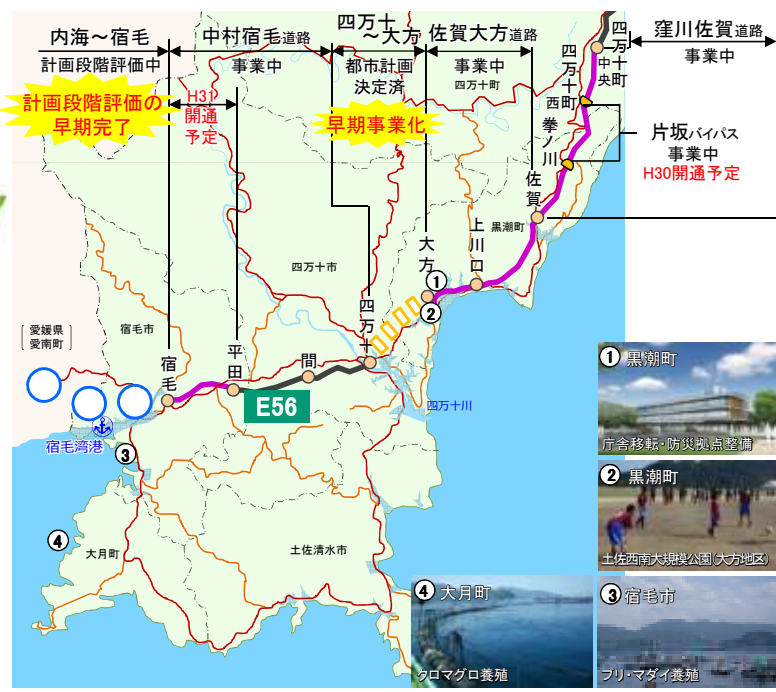 内海～宿毛
計画段階評価中
計画段階評価の
早期完了
中村宿毛道路
事業中
H31
開通
予定
四万十
～大方
都市計画
決定済
早期事業化
佐賀大方道路
事業中
四万十町
四万十町中央
窪川佐賀道路
事業中
四万十町西
拳ノ川
片坂バイパス
事業中
H30開通予定
佐賀
黒潮町
上川口
大方
①
②
四万十市
四万十
宿毛市
愛媛県
愛南町
宿毛
平田
間
E56
四万十川
宿毛湾港
③
④
大月町
土佐清水市
① 黒潮町
庁舎移転・防災拠点整備
② 黒潮町
土佐西南大規模公園(大方地区)
④ 大月町
クロマグロ養殖
③ 宿毛市
ブリ・マダイ養殖